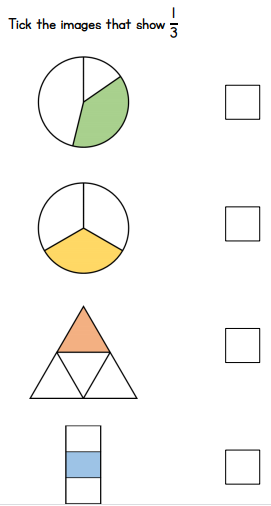 Tick the images that show 1/3